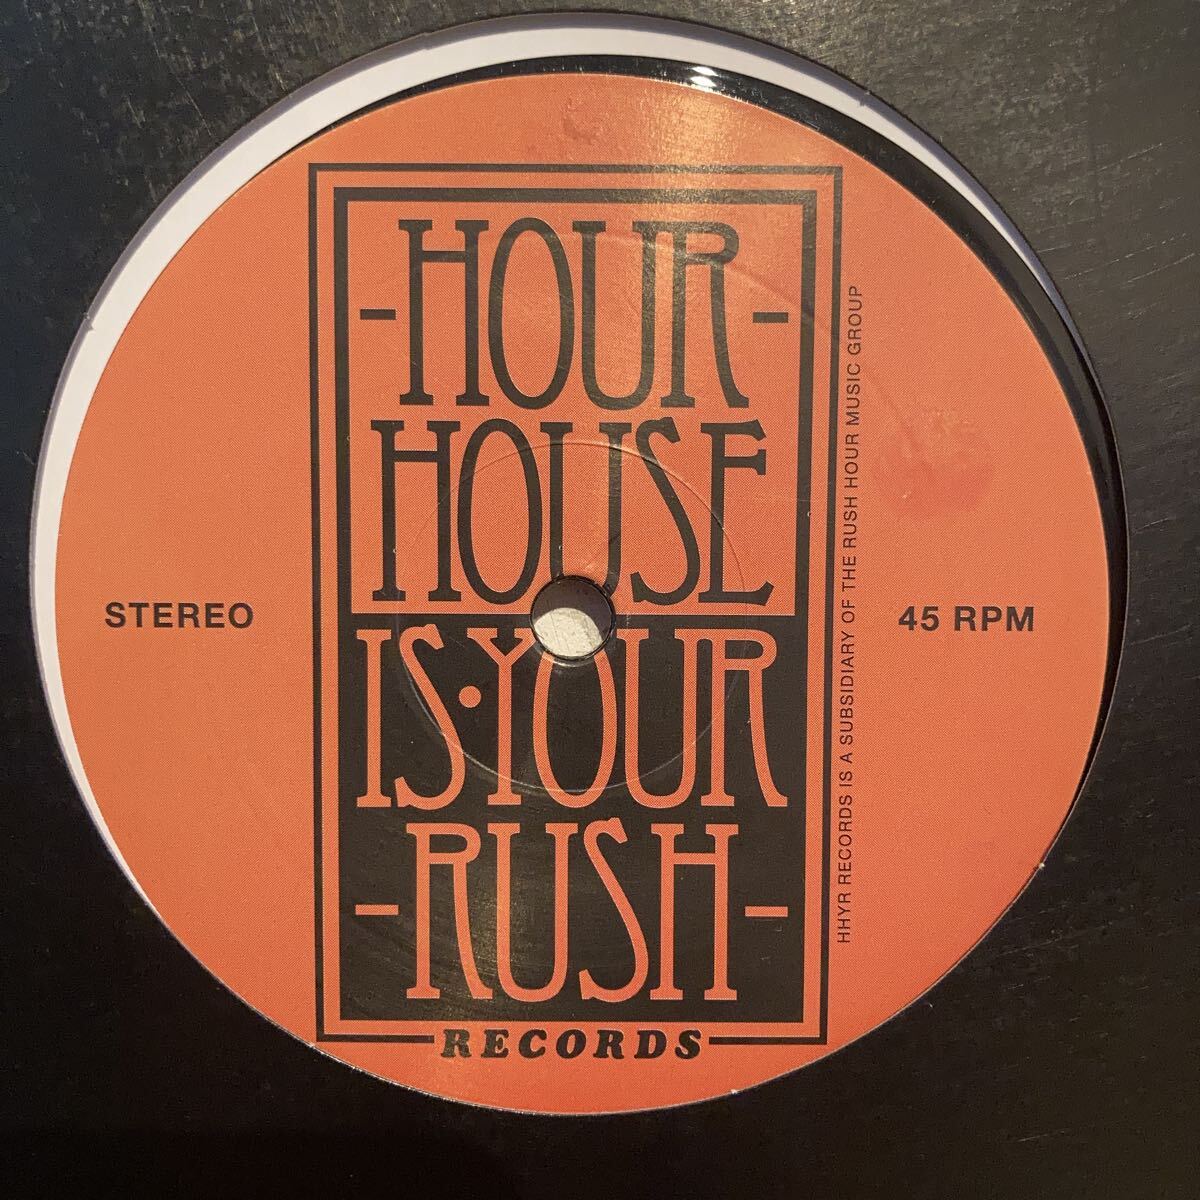 -HOUR-
HOUSE
IS·YOUR
-RUSH-
RECORDS
STEREO
45 RPM
HHYR RECORDS IS A SUBSIDIARY OF THE RUSH HOUR MUSIC GROUP